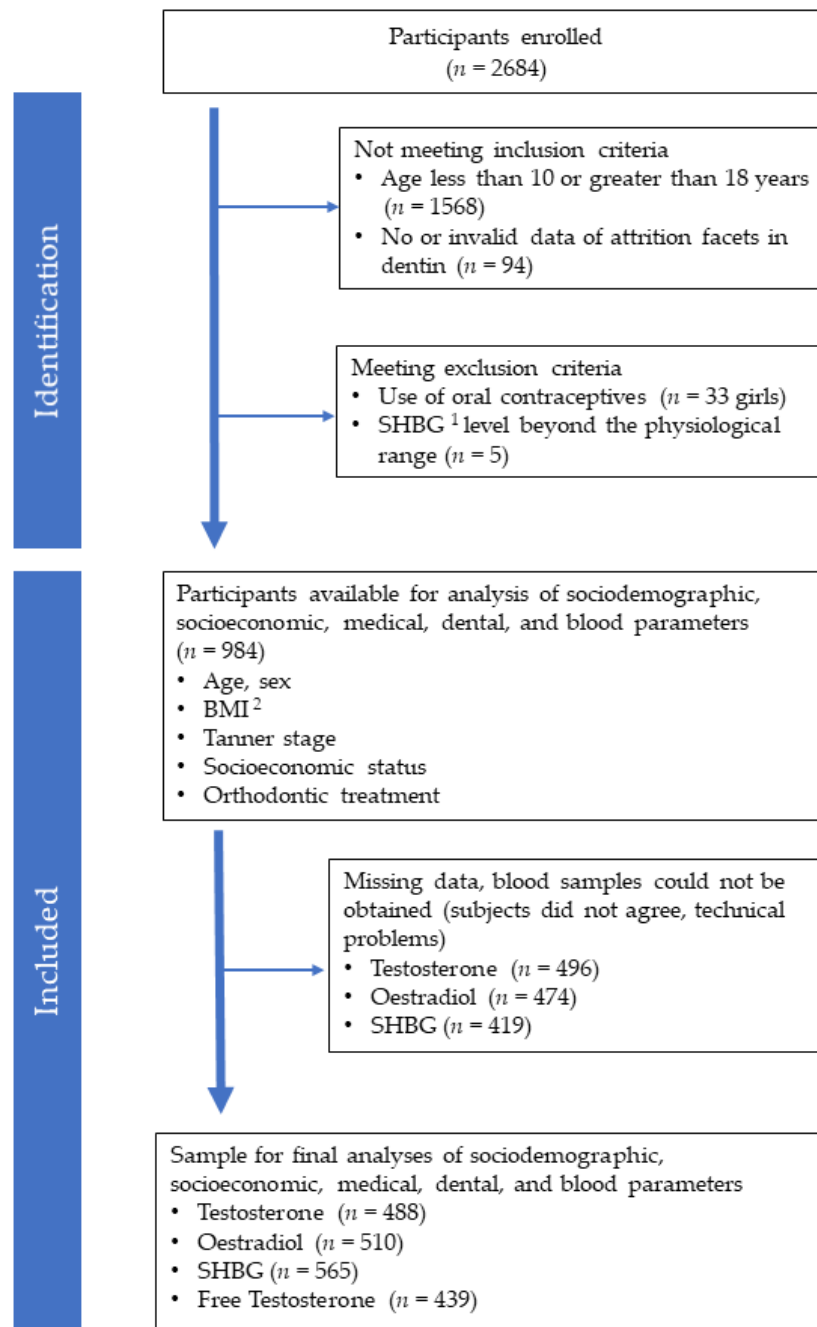 Participants enrolled
(n = 2684)
Identification
Not meeting inclusion criteria
• Age less than 10 or greater than 18 years
(n = 1568)
• No or invalid data of attrition facets in
dentin (n = 94)
Meeting exclusion criteria
• Use of oral contraceptives (n = 33 girls)
• SHBG ¹ level beyond the physiological
range (n = 5)
Included
Participants available for analysis of sociodemographic,
socioeconomic, medical, dental, and blood parameters
(n = 984)
• Age, sex
• BMI ²
• Tanner stage
• Socioeconomic status
• Orthodontic treatment
Missing data, blood samples could not be
obtained (subjects did not agree, technical
problems)
• Testosterone (n = 496)
• Oestradiol (n = 474)
• SHBG (n = 419)
Sample for final analyses of sociodemographic,
socioeconomic, medical, dental, and blood parameters
• Testosterone (n = 488)
• Oestradiol (n = 510)
• SHBG (n = 565)
• Free Testosterone (n = 439)